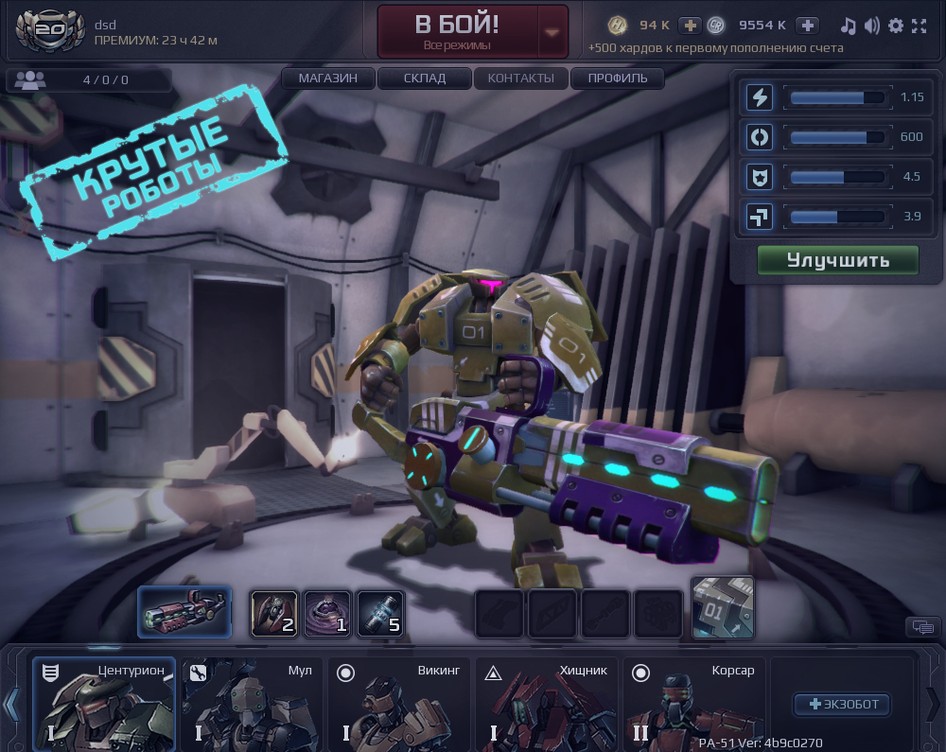 20
dsd
ПРЕМИУМ: 23 ч 42 м
В БОЙ!
Все режимы
94 K
9554 K
+500 хардов к первому пополнению счета
4 / 0 / 0
МАГАЗИН
СКЛАД
КОНТАКТЫ
ПРОФИЛЬ
КРУТЫЕ
РОБОТЫ
1.15
600
4.5
3.9
Улучшить
01
01
2
1
5
01
Центурион
I
Мул
I
Викинг
I
Хищник
I
Корсар
II
+ЭКЗОБОТ
PA-51.Ver: 4b9c0270